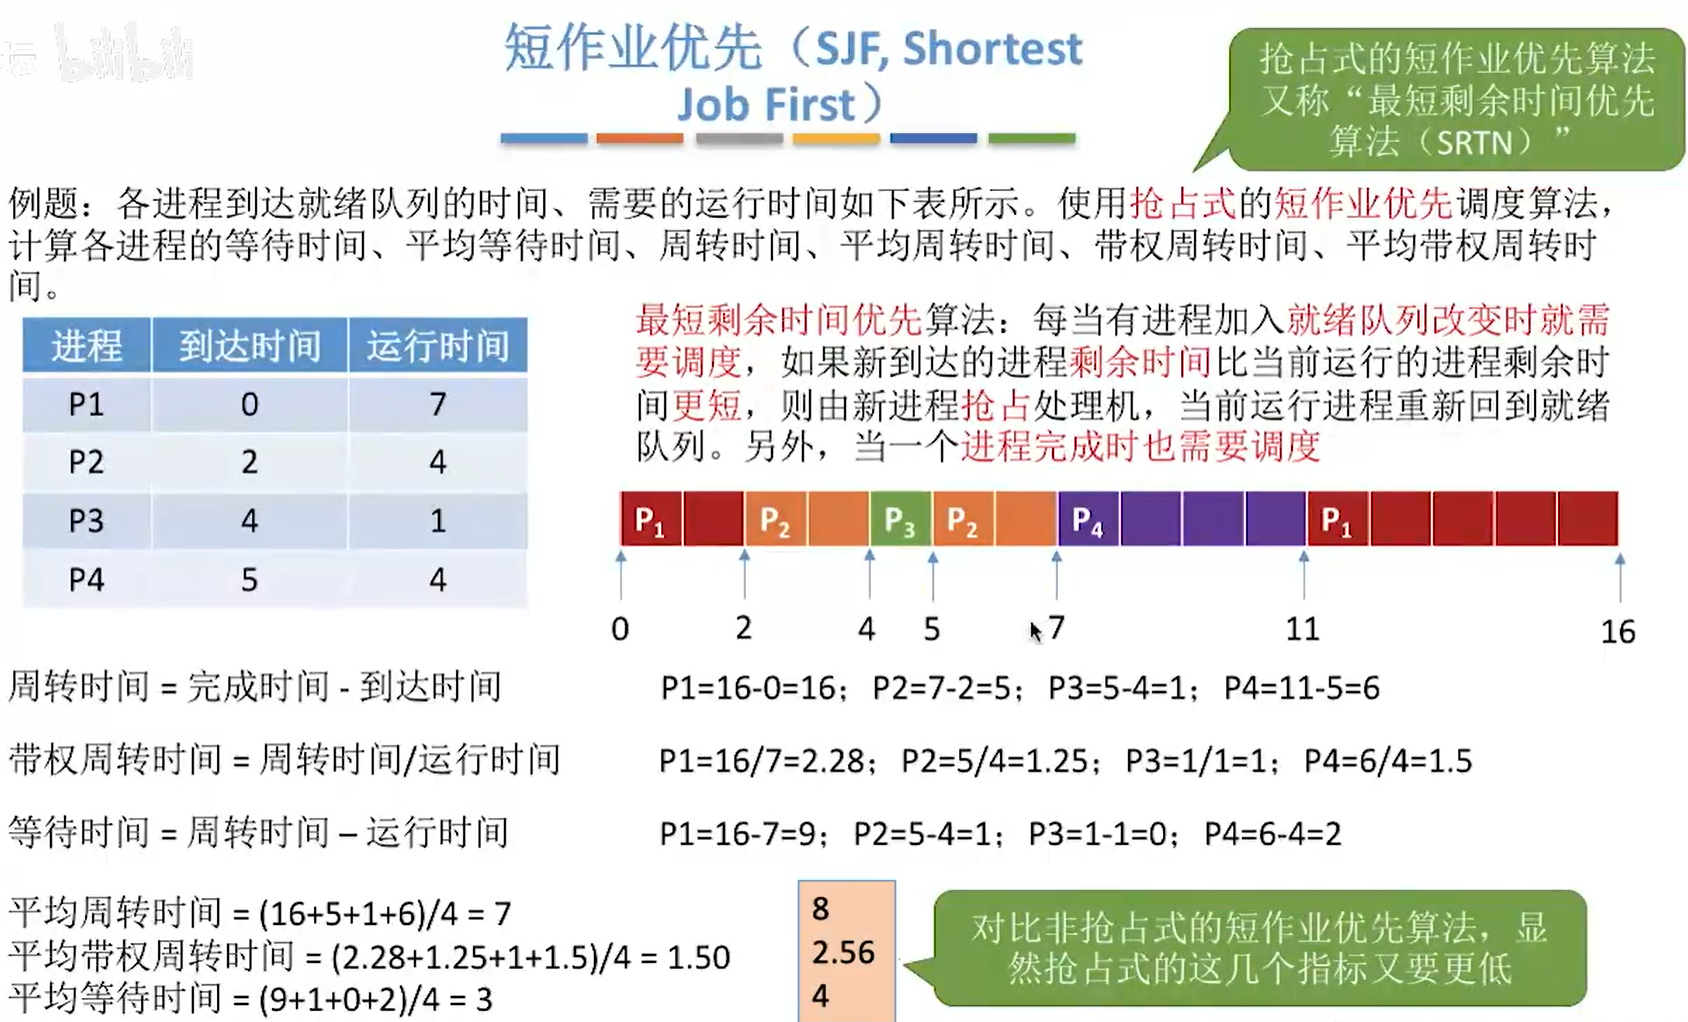 坛 bilibili
短作业优先（SJF, Shortest
Job First）
抢占式的短作业优先算法
又称“最短剩余时间优先
算法（SRTN）”
例题：各进程到达就绪队列的时间、需要的运行时间如下表所示。使用抢占式的短作业优先调度算法，
计算各进程的等待时间、平均等待时间、周转时间、平均周转时间、带权周转时间、平均带权周转时
间。
进程 到达时间 运行时间
P1 0 7
P2 2 4
P3 4 1
P4 5 4
最短剩余时间优先算法：每当有进程加入就绪队列改变时就需
要调度，如果新到达的进程剩余时间比当前运行的进程剩余时
间更短，则由新进程抢占处理机，当前运行进程重新回到就绪
队列。另外，当一个进程完成时也需要调度
P1 P2 P3 P2 P4 P1
0 2 4 5 7 11 16
周转时间 = 完成时间 - 到达时间 P1=16-0=16；P2=7-2=5；P3=5-4=1；P4=11-5=6
带权周转时间 = 周转时间/运行时间 P1=16/7=2.28；P2=5/4=1.25；P3=1/1=1；P4=6/4=1.5
等待时间 = 周转时间 – 运行时间 P1=16-7=9；P2=5-4=1；P3=1-1=0；P4=6-4=2
平均周转时间 = (16+5+1+6)/4 = 7
平均带权周转时间 = (2.28+1.25+1+1.5)/4 = 1.50
平均等待时间 = (9+1+0+2)/4 = 3
8
2.56
4
对比非抢占式的短作业优先算法，显
然抢占式的这几个指标又要更低